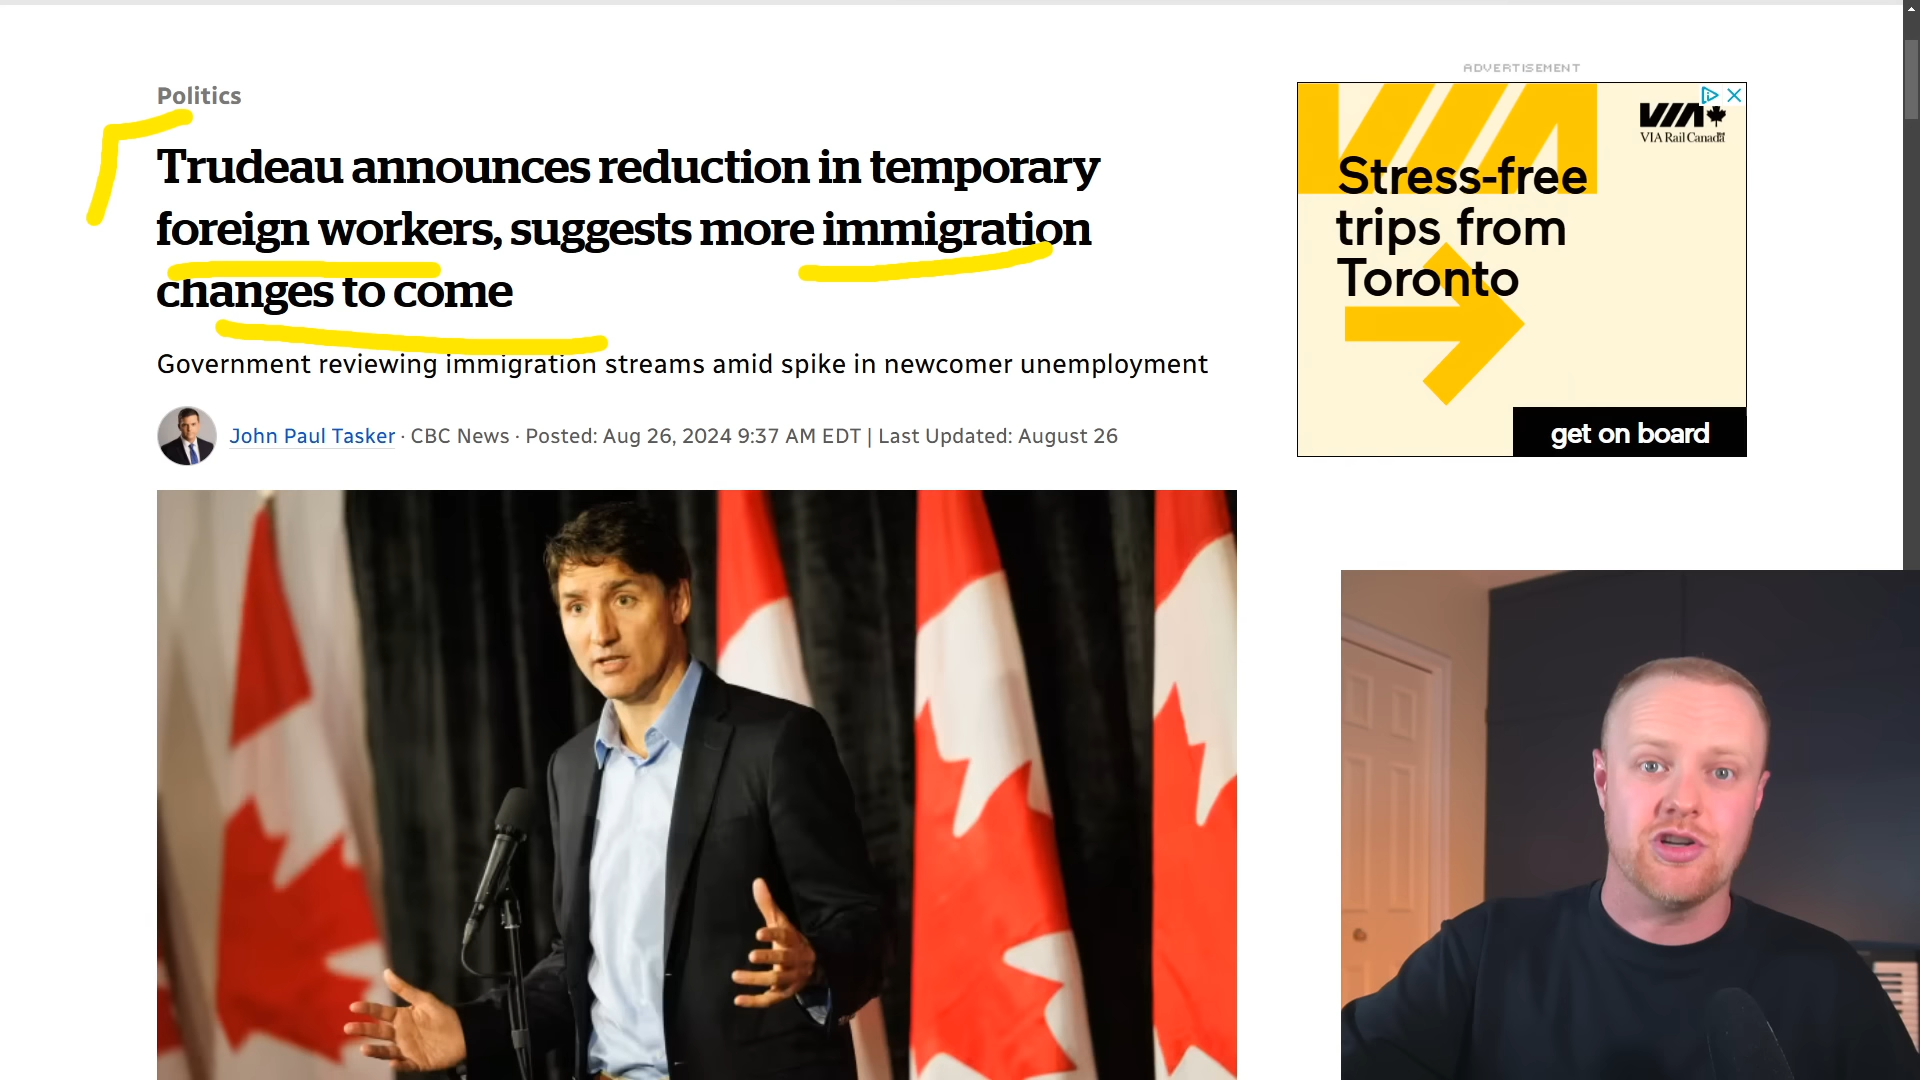 Politics
Trudeau announces reduction in temporary
foreign workers, suggests more immigration
changes to come
Government reviewing immigration streams amid spike in newcomer unemployment
John Paul Tasker · CBC News · Posted: Aug 26, 2024 9:37 AM EDT | Last Updated: August 26
ADVERTISEMENT
VIA
VIA Rail Canada
Stress-free
trips from
Toronto
get on board